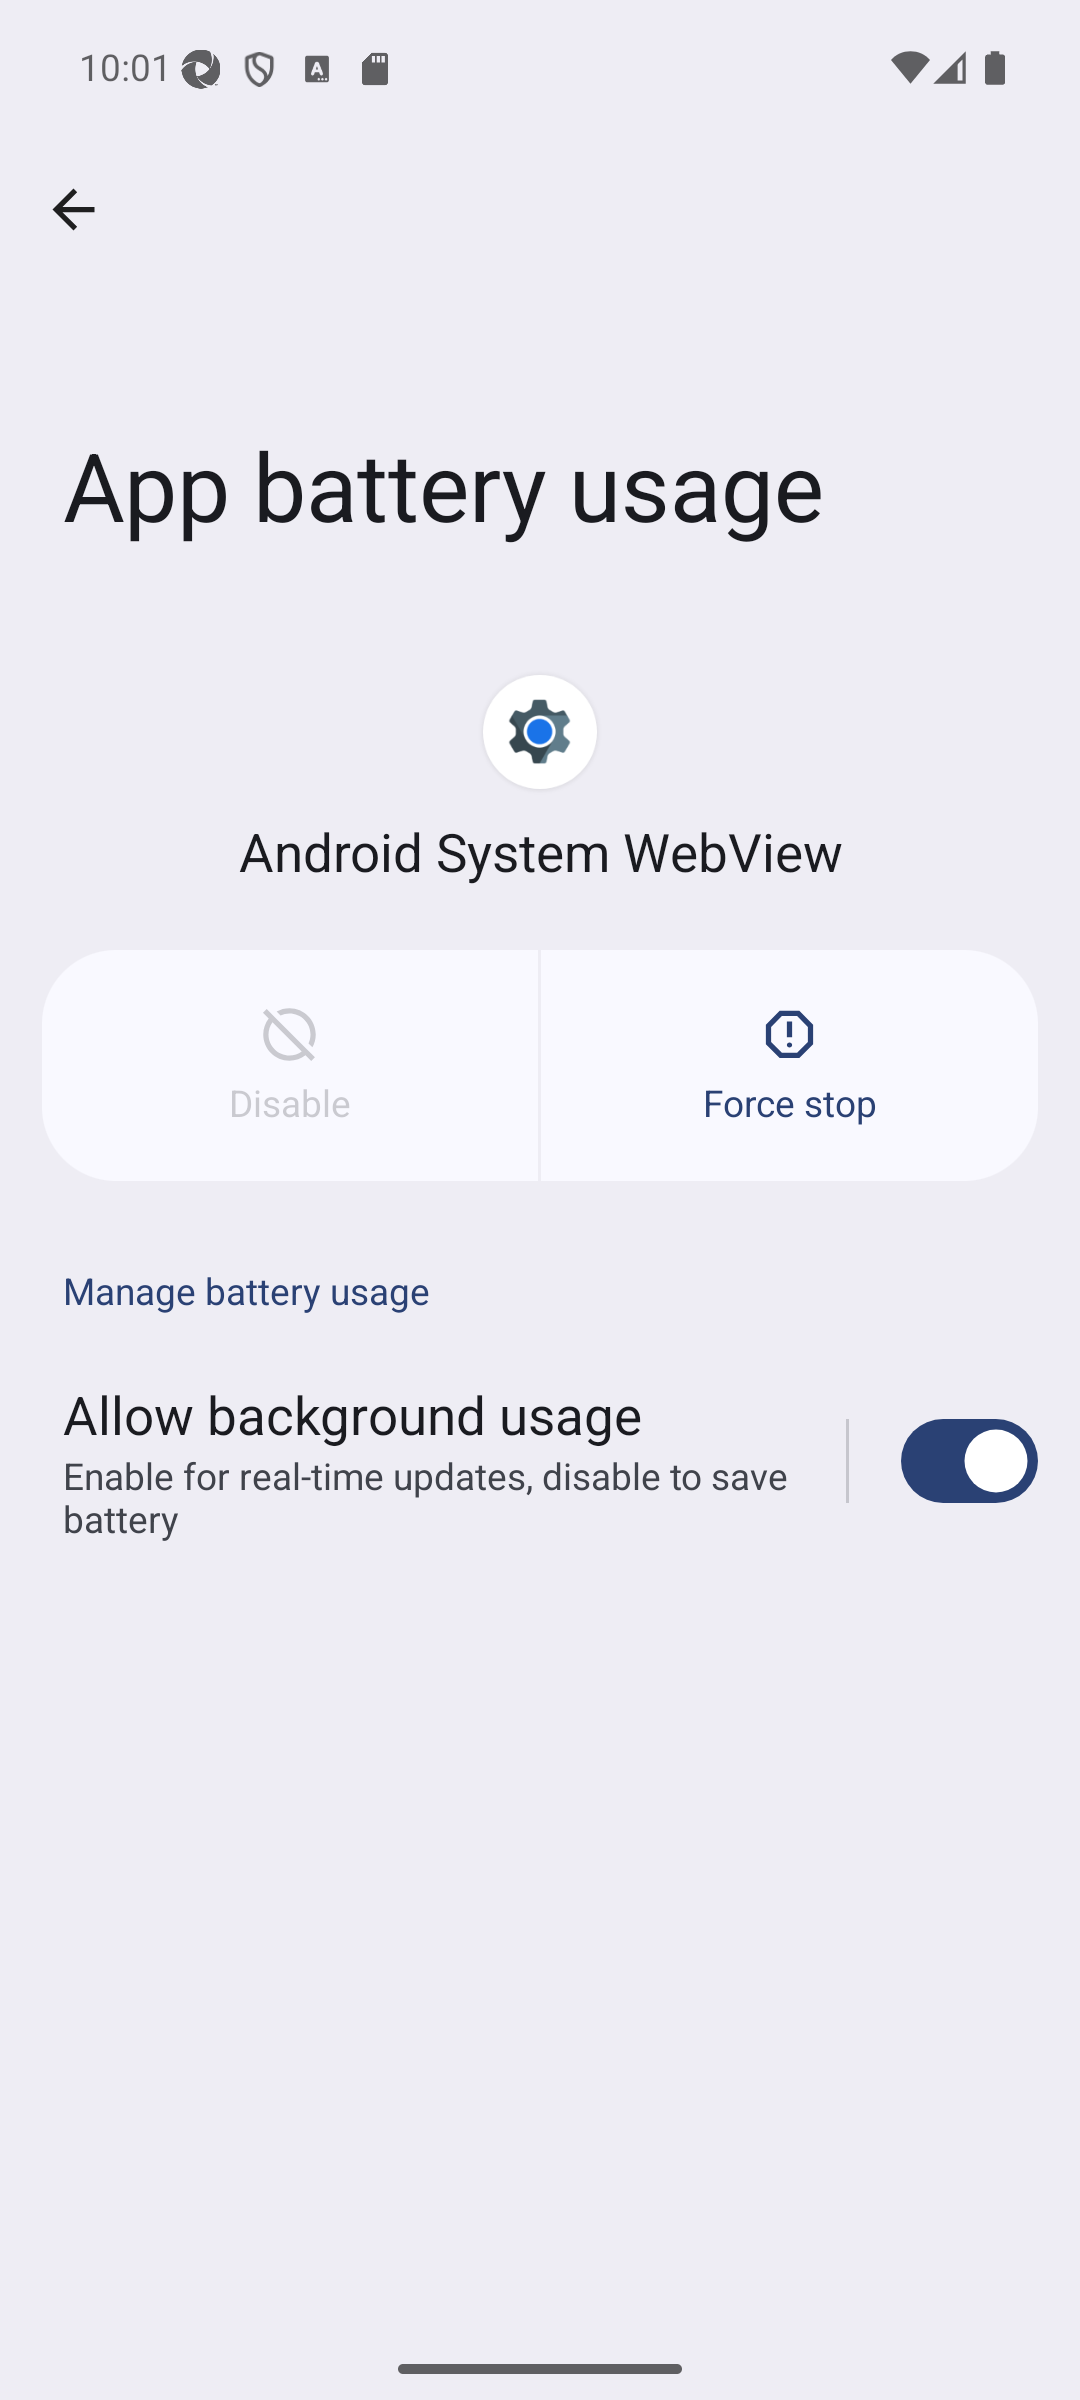 10:01
App battery usage
Android System WebView
Disable
Force stop
Manage battery usage
Allow background usage
Enable for real-time updates, disable to save
battery